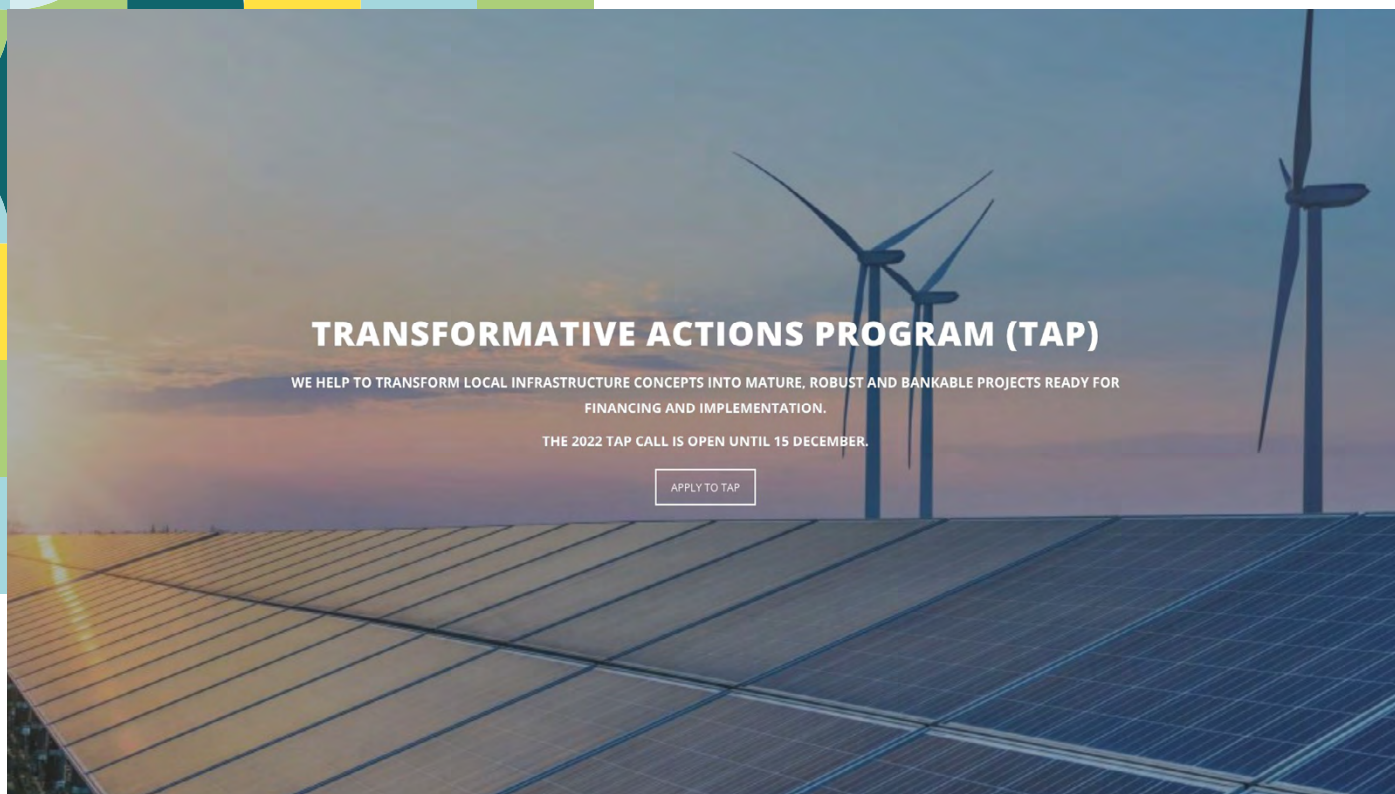 TRANSFORMATIVE ACTIONS PROGRAM (TAP)
WE HELP TO TRANSFORM LOCAL INFRASTRUCTURE CONCEPTS INTO MATURE, ROBUST AND BANKABLE PROJECTS READY FOR
FINANCING AND IMPLEMENTATION.
THE 2022 TAP CALL IS OPEN UNTIL 15 DECEMBER.
APPLY TO TAP